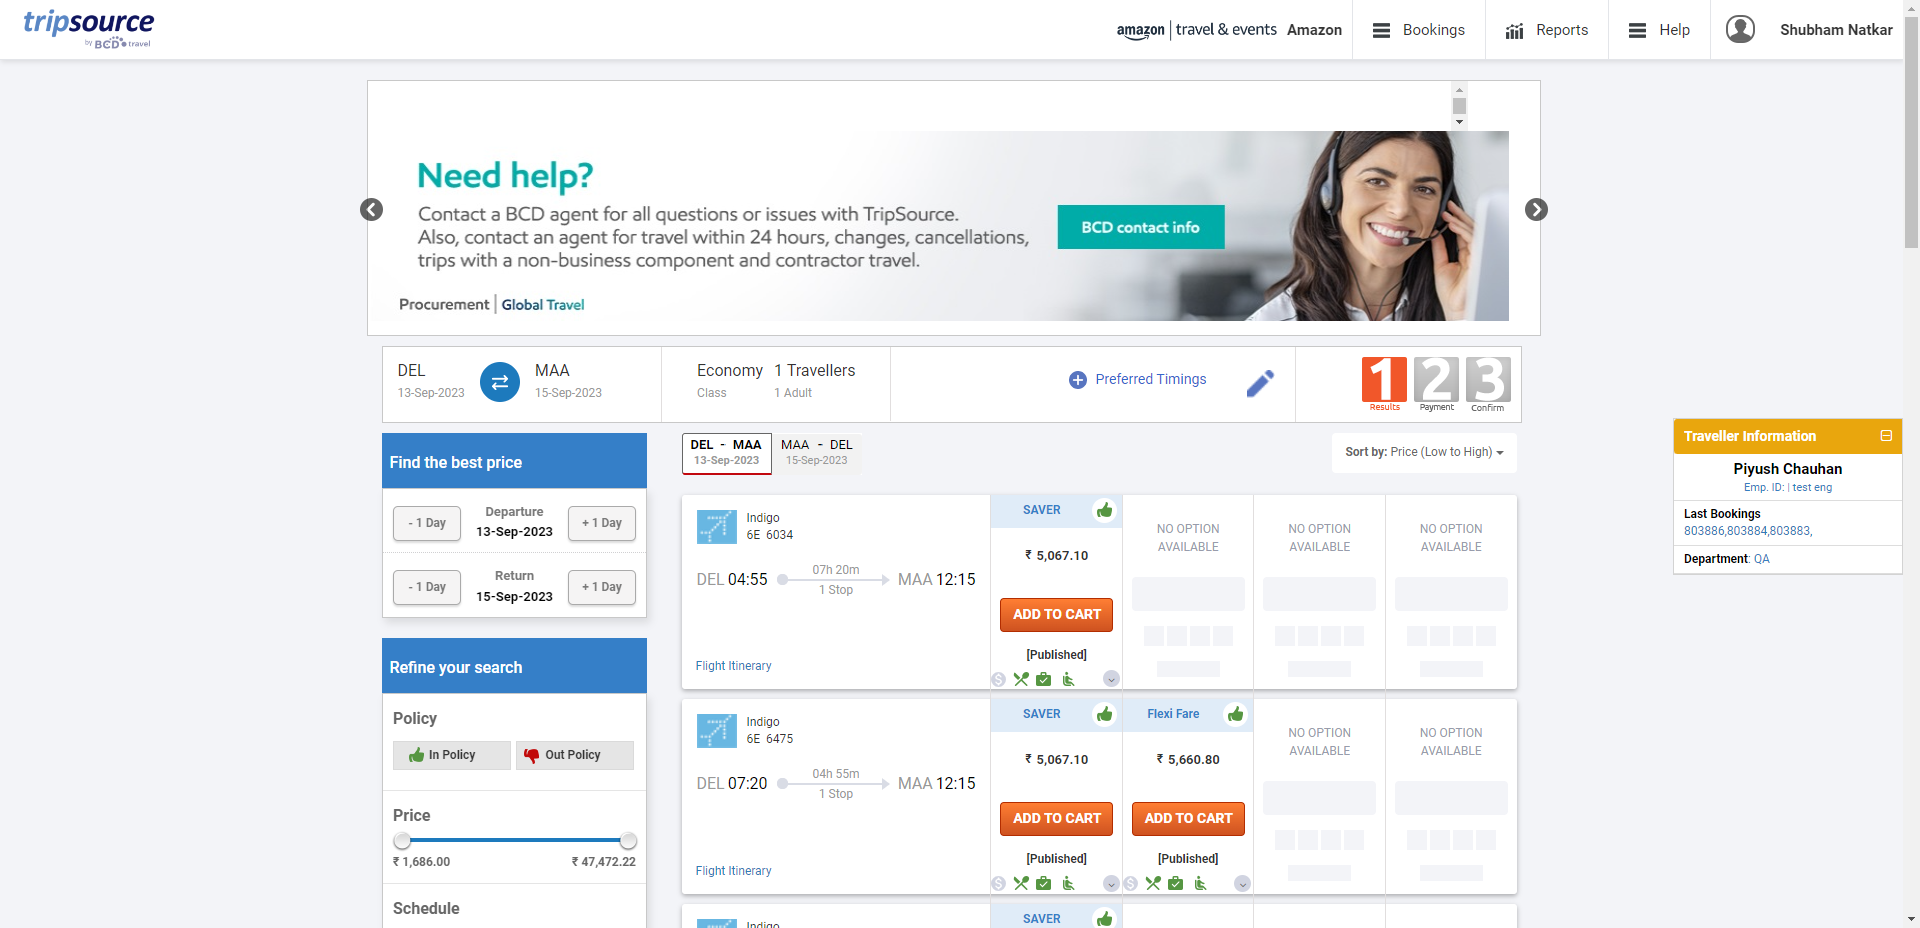 tripsource
by BCD travel
amazon | travel & events Amazon
Bookings
Reports
Help
Shubham Natkar
Need help?
Contact a BCD agent for all questions or issues with TripSource.
Also, contact an agent for travel within 24 hours, changes, cancellations,
trips with a non-business component and contractor travel.
BCD contact info
Procurement | Global Travel
DEL
13-Sep-2023
MAA
15-Sep-2023
Economy
Class
1 Travellers
1 Adult
Preferred Timings
1
Results
2
Payment
3
Confirm
Find the best price
- 1 Day
Departure
13-Sep-2023
+ 1 Day
- 1 Day
Return
15-Sep-2023
+ 1 Day
Refine your search
Policy
In Policy
Out Policy
Price
₹ 1,686.00
₹ 47,472.22
Schedule
DEL - MAA
13-Sep-2023
MAA - DEL
15-Sep-2023
Sort by: Price (Low to High)
Indigo
6E 6034
DEL 04:55
07h 20m
1 Stop
MAA 12:15
Flight Itinerary
SAVER
₹ 5,067.10
ADD TO CART
[Published]
NO OPTION
AVAILABLE
NO OPTION
AVAILABLE
NO OPTION
AVAILABLE
Indigo
6E 6475
DEL 07:20
04h 55m
1 Stop
MAA 12:15
Flight Itinerary
SAVER
₹ 5,067.10
ADD TO CART
[Published]
Flexi Fare
₹ 5,660.80
ADD TO CART
[Published]
NO OPTION
AVAILABLE
NO OPTION
AVAILABLE
Indigo
SAVER
Traveller Information
Piyush Chauhan
Emp. ID: | test eng
Last Bookings
803886,803884,803883,
Department: QA